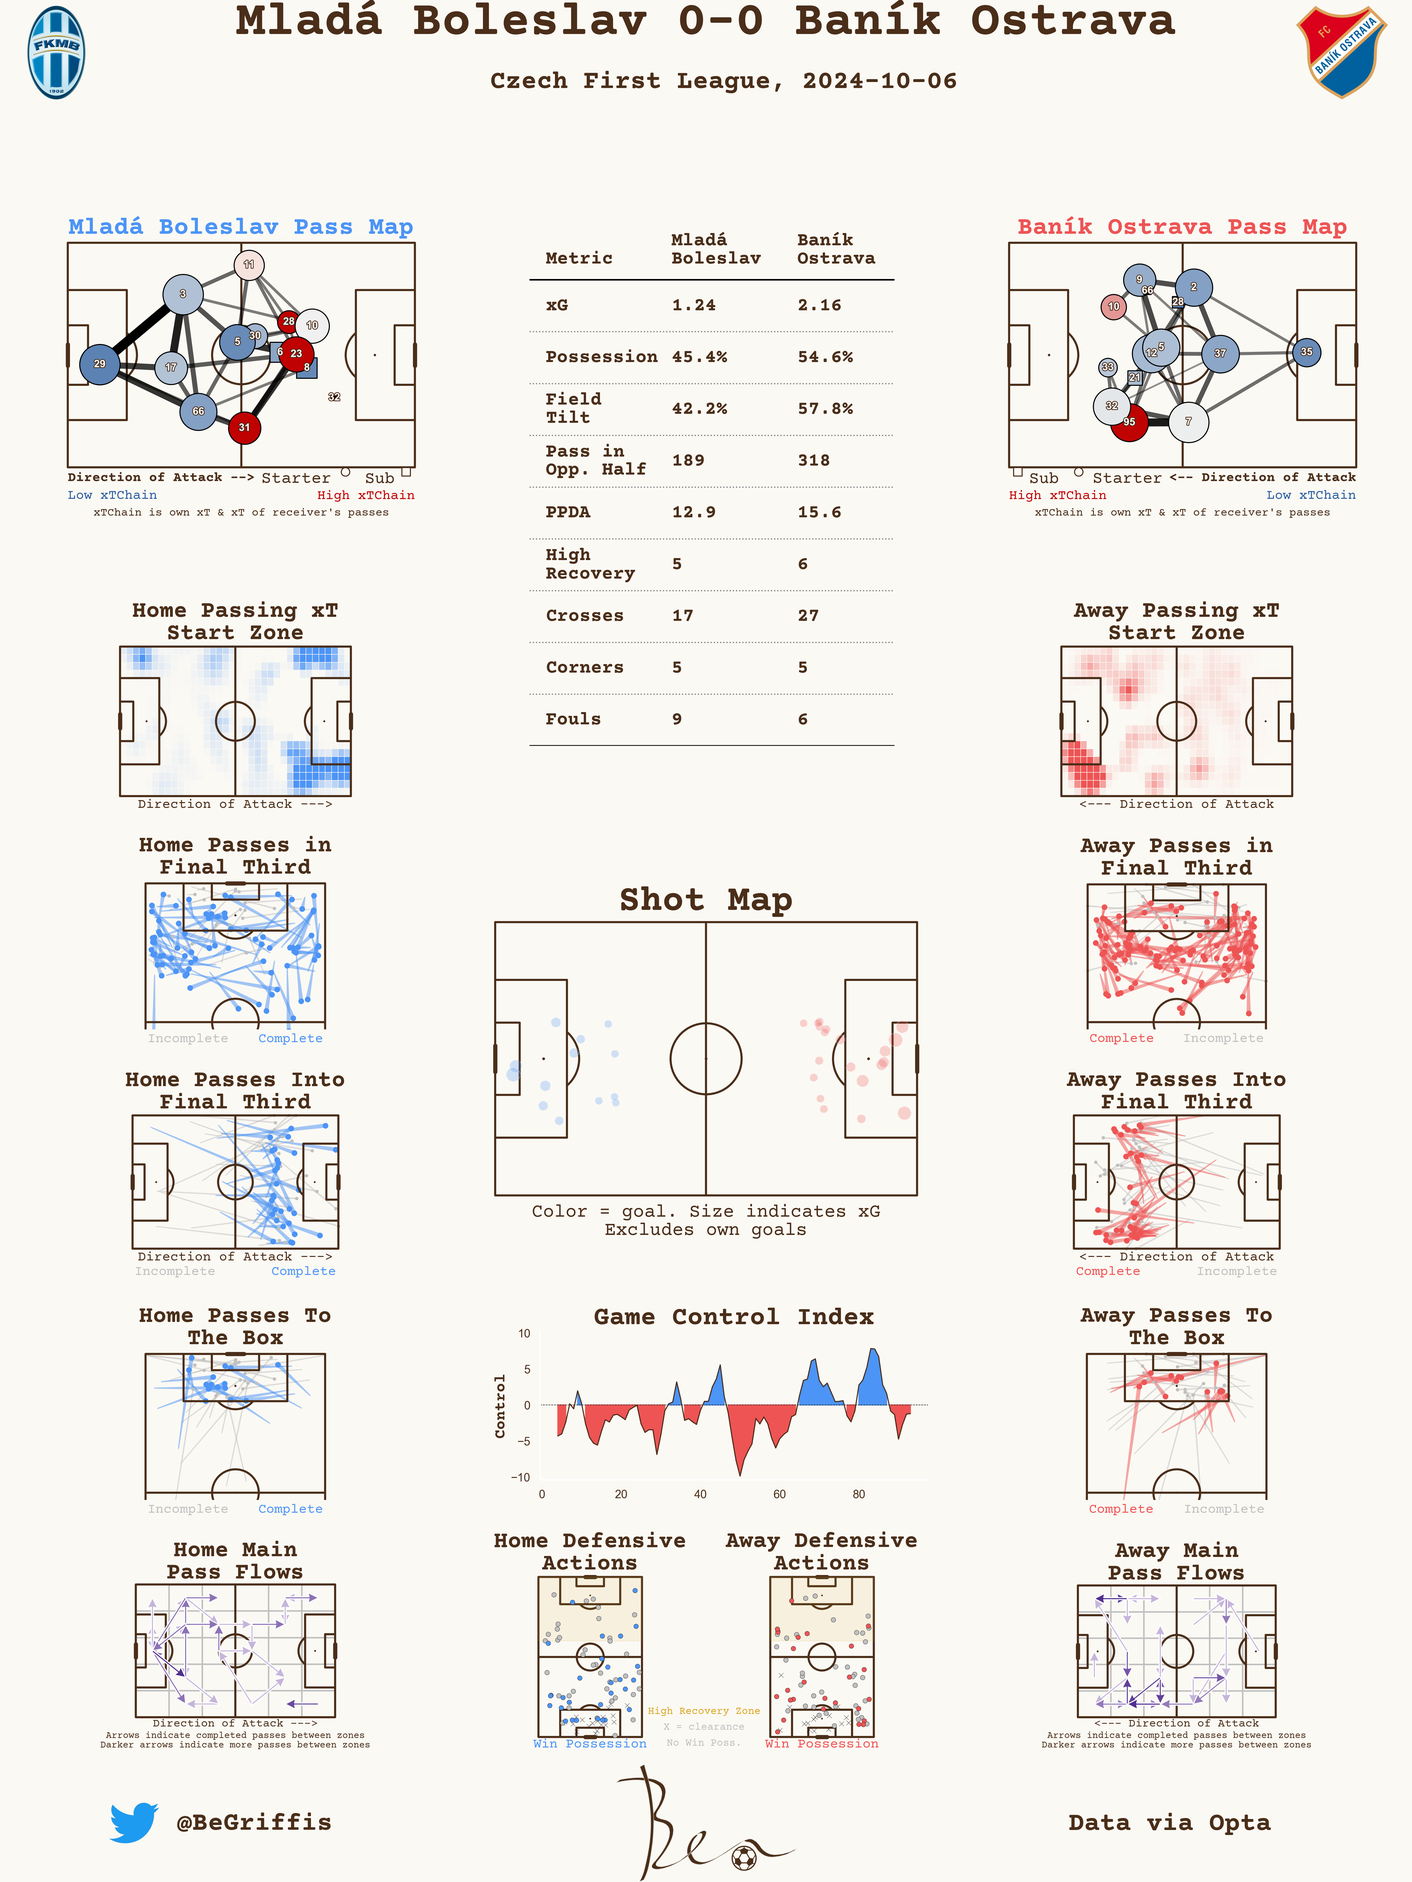 Mladá Boleslav 0-0 Baník Ostrava
Czech First League, 2024-10-06
FKMB
1902
FC
BANÍK OSTRAVA
Mladá Boleslav Pass Map
11
3
28
10
30
5
6
23
29
17
8
32
66
31
Direction of Attack --> Starter Sub
Low xTChain High xTChain
xTChain is own xT & xT of receiver's passes
Metric Mladá Boleslav Baník Ostrava
xG 1.24 2.16
Possession 45.4% 54.6%
Field Tilt 42.2% 57.8%
Pass in Opp. Half 189 318
PPDA 12.9 15.6
High Recovery 5 6
Crosses 17 27
Corners 5 5
Fouls 9 6
Baník Ostrava Pass Map
9
66
2
28
10
5
12
37
35
33
21
32
95
7
Sub Starter <-- Direction of Attack
High xTChain Low xTChain
xTChain is own xT & xT of receiver's passes
Home Passing xT
Start Zone
Direction of Attack --->
Away Passing xT
Start Zone
<--- Direction of Attack
Home Passes in
Final Third
Incomplete Complete
Away Passes in
Final Third
Complete Incomplete
Shot Map
Color = goal. Size indicates xG
Excludes own goals
Home Passes Into
Final Third
Direction of Attack --->
Incomplete Complete
Away Passes Into
Final Third
<--- Direction of Attack
Complete Incomplete
Home Passes To
The Box
Incomplete Complete
Game Control Index
Control
10
5
0
−5
−10
0 20 40 60 80
Away Passes To
The Box
Complete Incomplete
Home Main
Pass Flows
Direction of Attack --->
Arrows indicate completed passes between zones
Darker arrows indicate more passes between zones
Home Defensive
Actions
Win Possession
High Recovery Zone
X = clearance
No Win Poss.
Away Defensive
Actions
Win Possession
Away Main
Pass Flows
<--- Direction of Attack
Arrows indicate completed passes between zones
Darker arrows indicate more passes between zones
@BeGriffis
Ben
Data via Opta